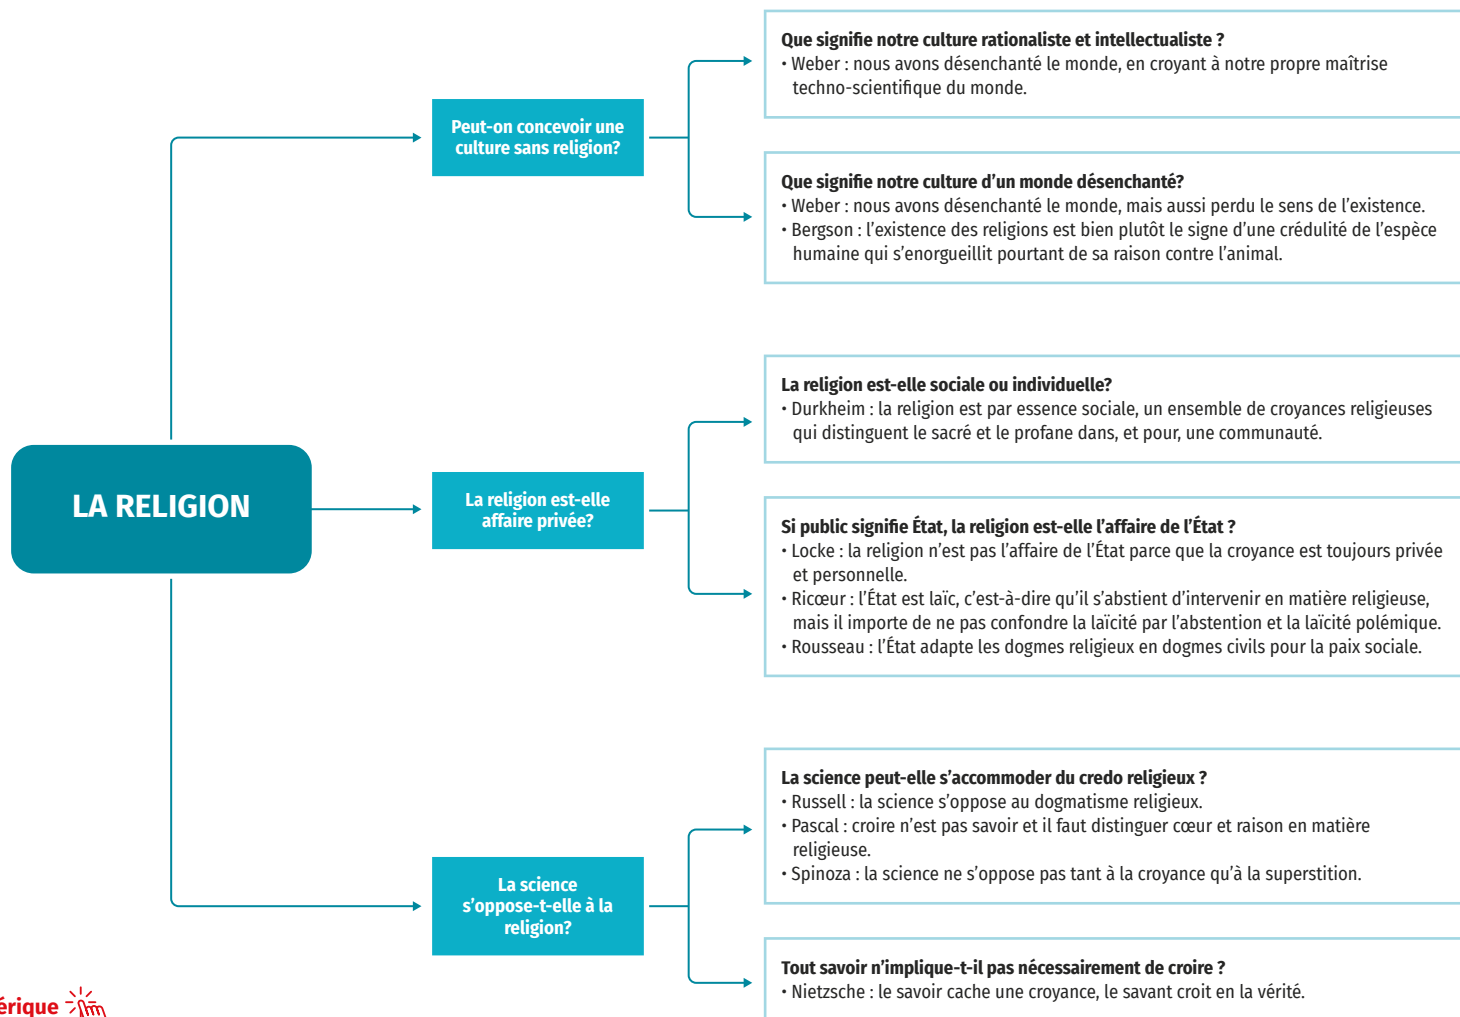 LA RELIGION
Peut-on concevoir une
culture sans religion?
Que signifie notre culture rationaliste et intellectualiste ?
• Weber : nous avons désenchanté le monde, en croyant à notre propre maîtrise
techno-scientifique du monde.
Que signifie notre culture d’un monde désenchanté?
• Weber : nous avons désenchanté le monde, mais aussi perdu le sens de l’existence.
• Bergson : l’existence des religions est bien plutôt le signe d’une crédulité de l’espèce
humaine qui s’enorgueillit pourtant de sa raison contre l’animal.
La religion est-elle
affaire privée?
La religion est-elle sociale ou individuelle?
• Durkheim : la religion est par essence sociale, un ensemble de croyances religieuses
qui distinguent le sacré et le profane dans, et pour, une communauté.
Si public signifie État, la religion est-elle l’affaire de l’État ?
• Locke : la religion n’est pas l’affaire de l’État parce que la croyance est toujours privée
et personnelle.
• Ricœur : l’État est laïc, c’est-à-dire qu’il s’abstient d’intervenir en matière religieuse,
mais il importe de ne pas confondre la laïcité par l’abstention et la laïcité polémique.
• Rousseau : l’État adapte les dogmes religieux en dogmes civils pour la paix sociale.
La science
s’oppose-t-elle à la
religion?
La science peut-elle s’accommoder du credo religieux ?
• Russell : la science s’oppose au dogmatisme religieux.
• Pascal : croire n’est pas savoir et il faut distinguer cœur et raison en matière
religieuse.
• Spinoza : la science ne s’oppose pas tant à la croyance qu’à la superstition.
Tout savoir n’implique-t-il pas nécessairement de croire ?
• Nietzsche : le savoir cache une croyance, le savant croit en la vérité.
érique